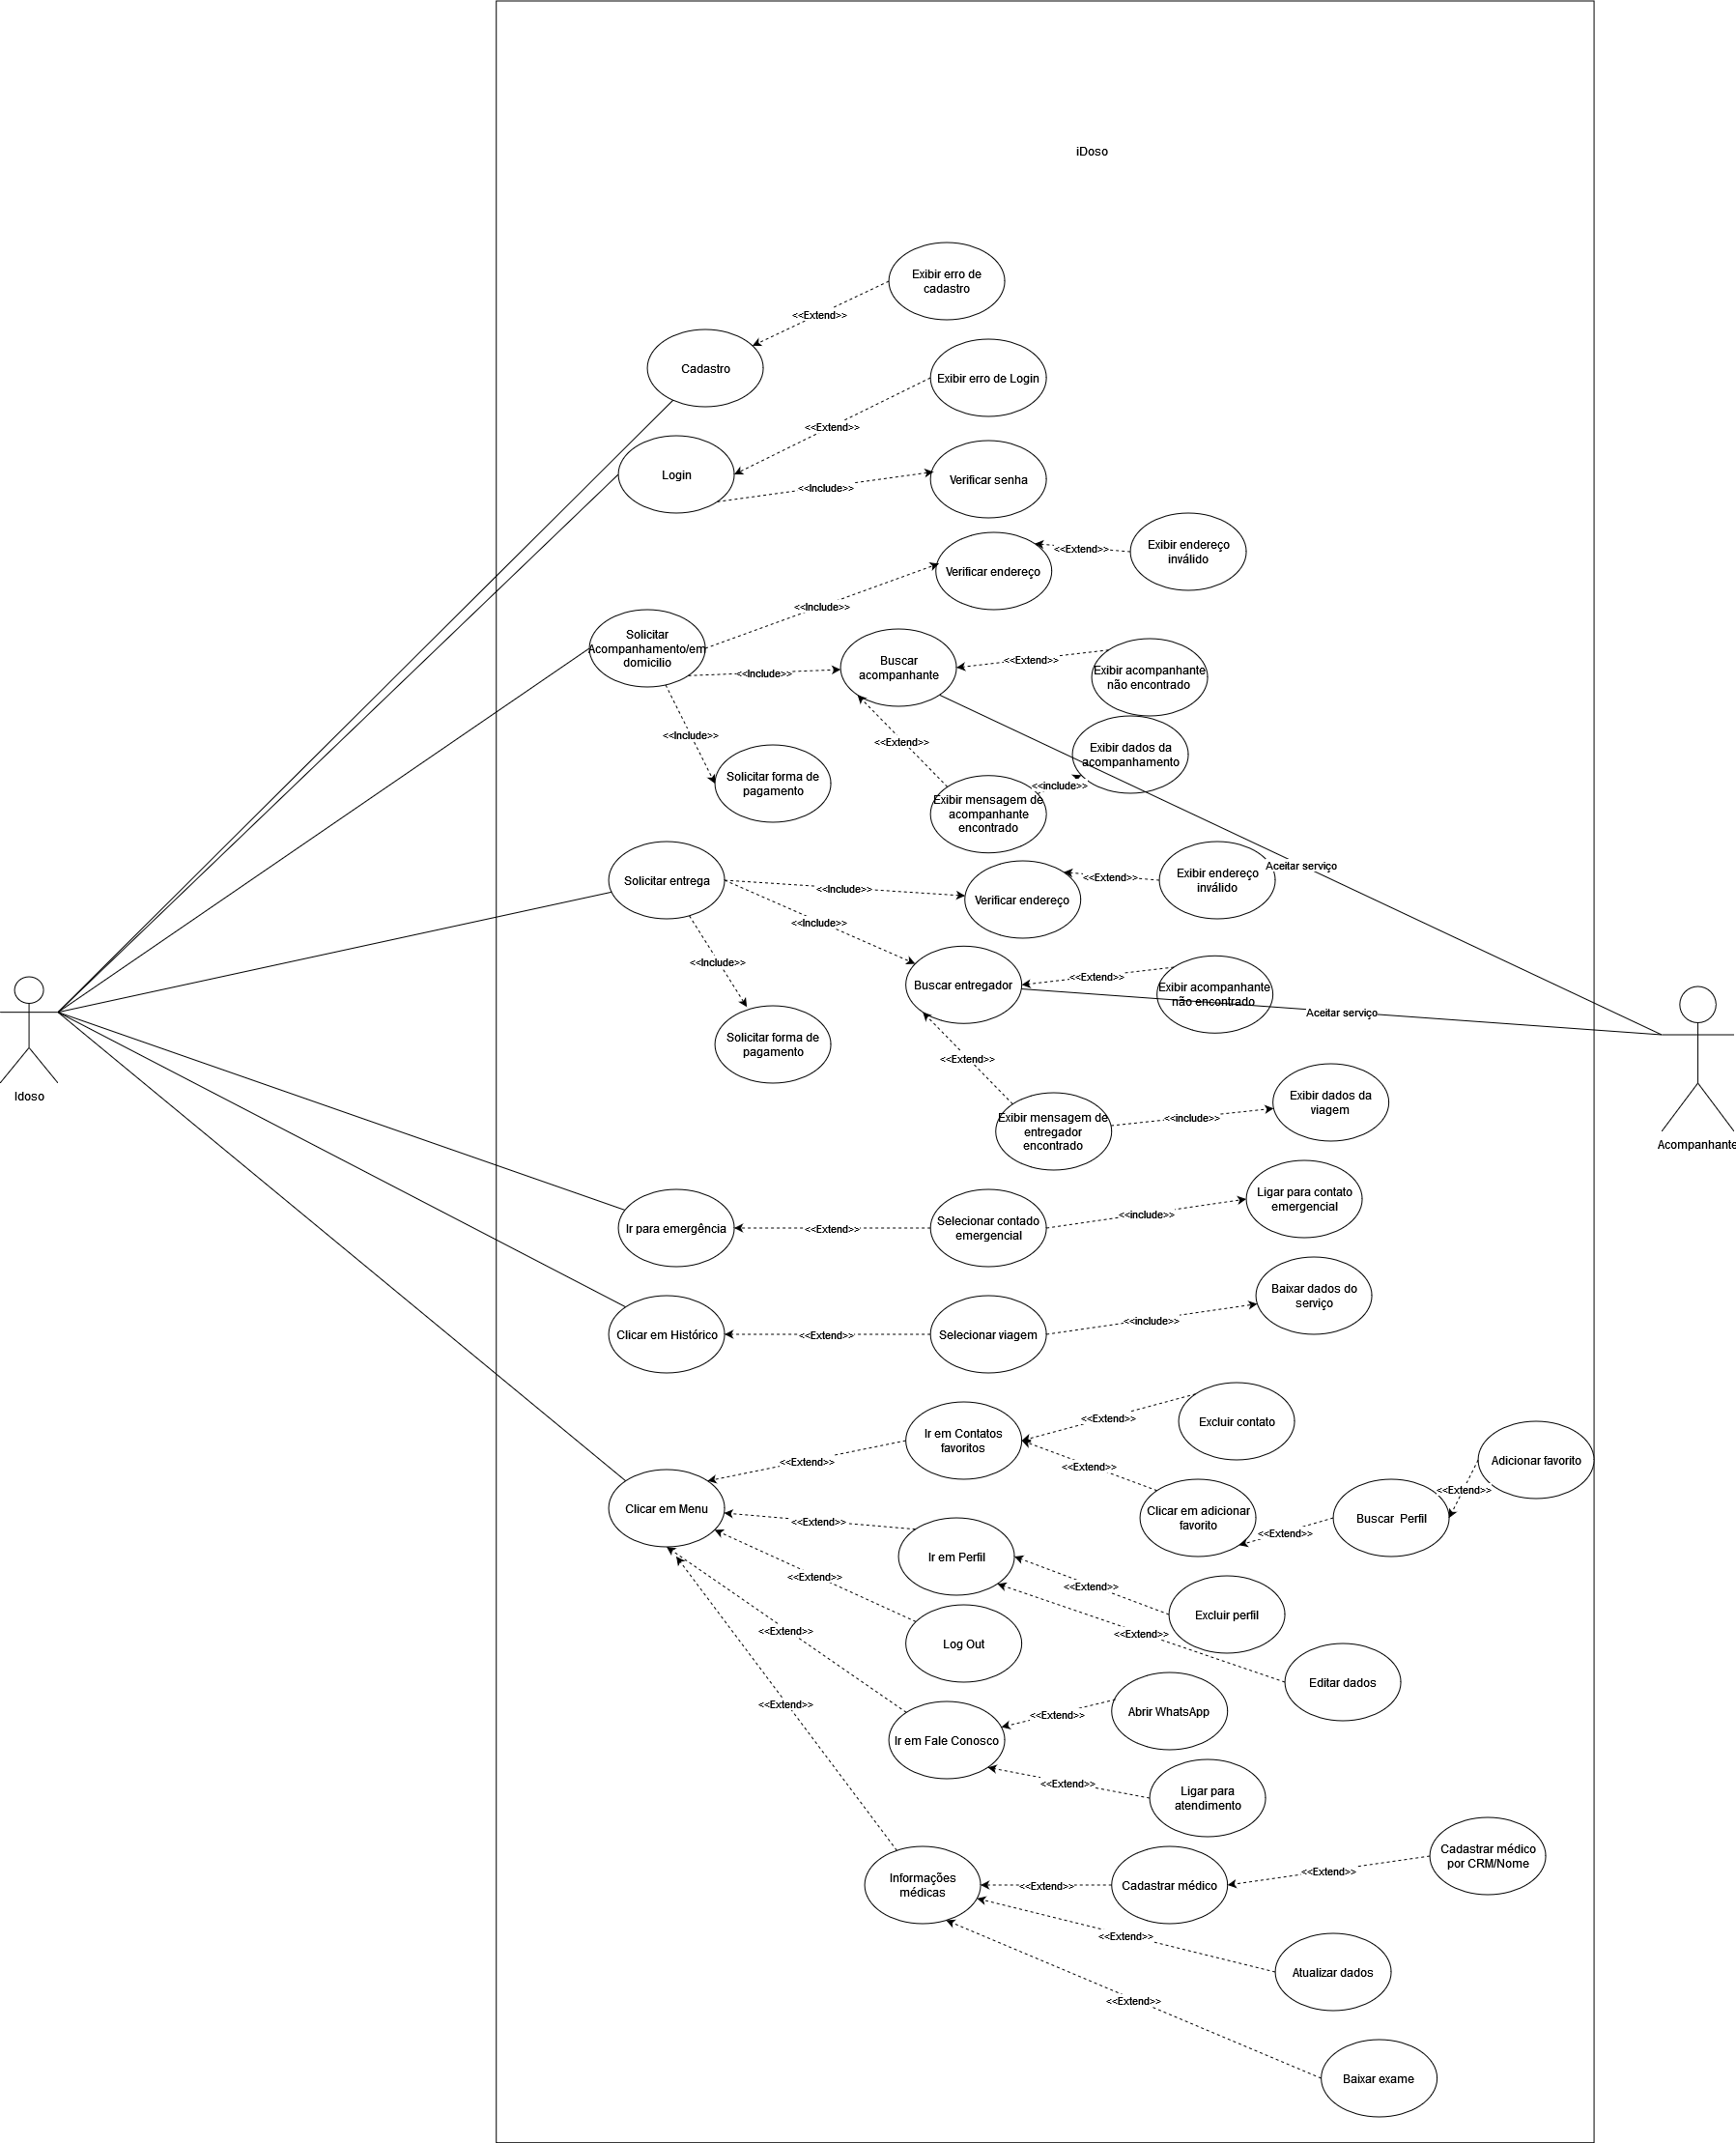 iDoso
Exibir erro de
cadastro
<<Extend>>
Cadastro
Exibir erro de Login
<<Extend>>
Login
Verificar senha
<<Include>>
Verificar endereço
<<Extend>>
Exibir endereço
inválido
<<Include>>
Solicitar
Acompanhamento/em
domicilio
Buscar
acompanhante
<<Extend>>
Exibir acompanhante
não encontrado
<<Include>>
<<Include>>
<<Extend>>
Exibir dados da
acompanhamento
Solicitar forma de
pagamento
<<include>>
Exibir mensagem de
acompanhante
encontrado
Aceitar serviço
Solicitar entrega
<<Include>>
Verificar endereço
<<Extend>>
Exibir endereço
inválido
<<Include>>
<<Include>>
Buscar entregador
<<Extend>>
Exibir acompanhante
não encontrado
Aceitar serviço
Solicitar forma de
pagamento
<<Extend>>
Idoso
Exibir mensagem de
entregador
encontrado
<<include>>
Exibir dados da
viagem
Acompanhante
Ir para emergência
<<Extend>>
Selecionar contado
emergencial
<<include>>
Ligar para contato
emergencial
Clicar em Histórico
<<Extend>>
Selecionar viagem
<<include>>
Baixar dados do
serviço
Ir em Contatos
favoritos
<<Extend>>
Excluir contato
<<Extend>>
<<Extend>>
Clicar em Menu
Clicar em adicionar
favorito
<<Extend>>
Buscar  Perfil
<<Extend>>
Adicionar favorito
<<Extend>>
Ir em Perfil
<<Extend>>
Excluir perfil
<<Extend>>
<<Extend>>
Log Out
Editar dados
<<Extend>>
Ir em Fale Conosco
<<Extend>>
Abrir WhatsApp
<<Extend>>
Ligar para
atendimento
<<Extend>>
Informações
médicas
<<Extend>>
Cadastrar médico
<<Extend>>
Cadastrar médico
por CRM/Nome
<<Extend>>
Atualizar dados
<<Extend>>
Baixar exame